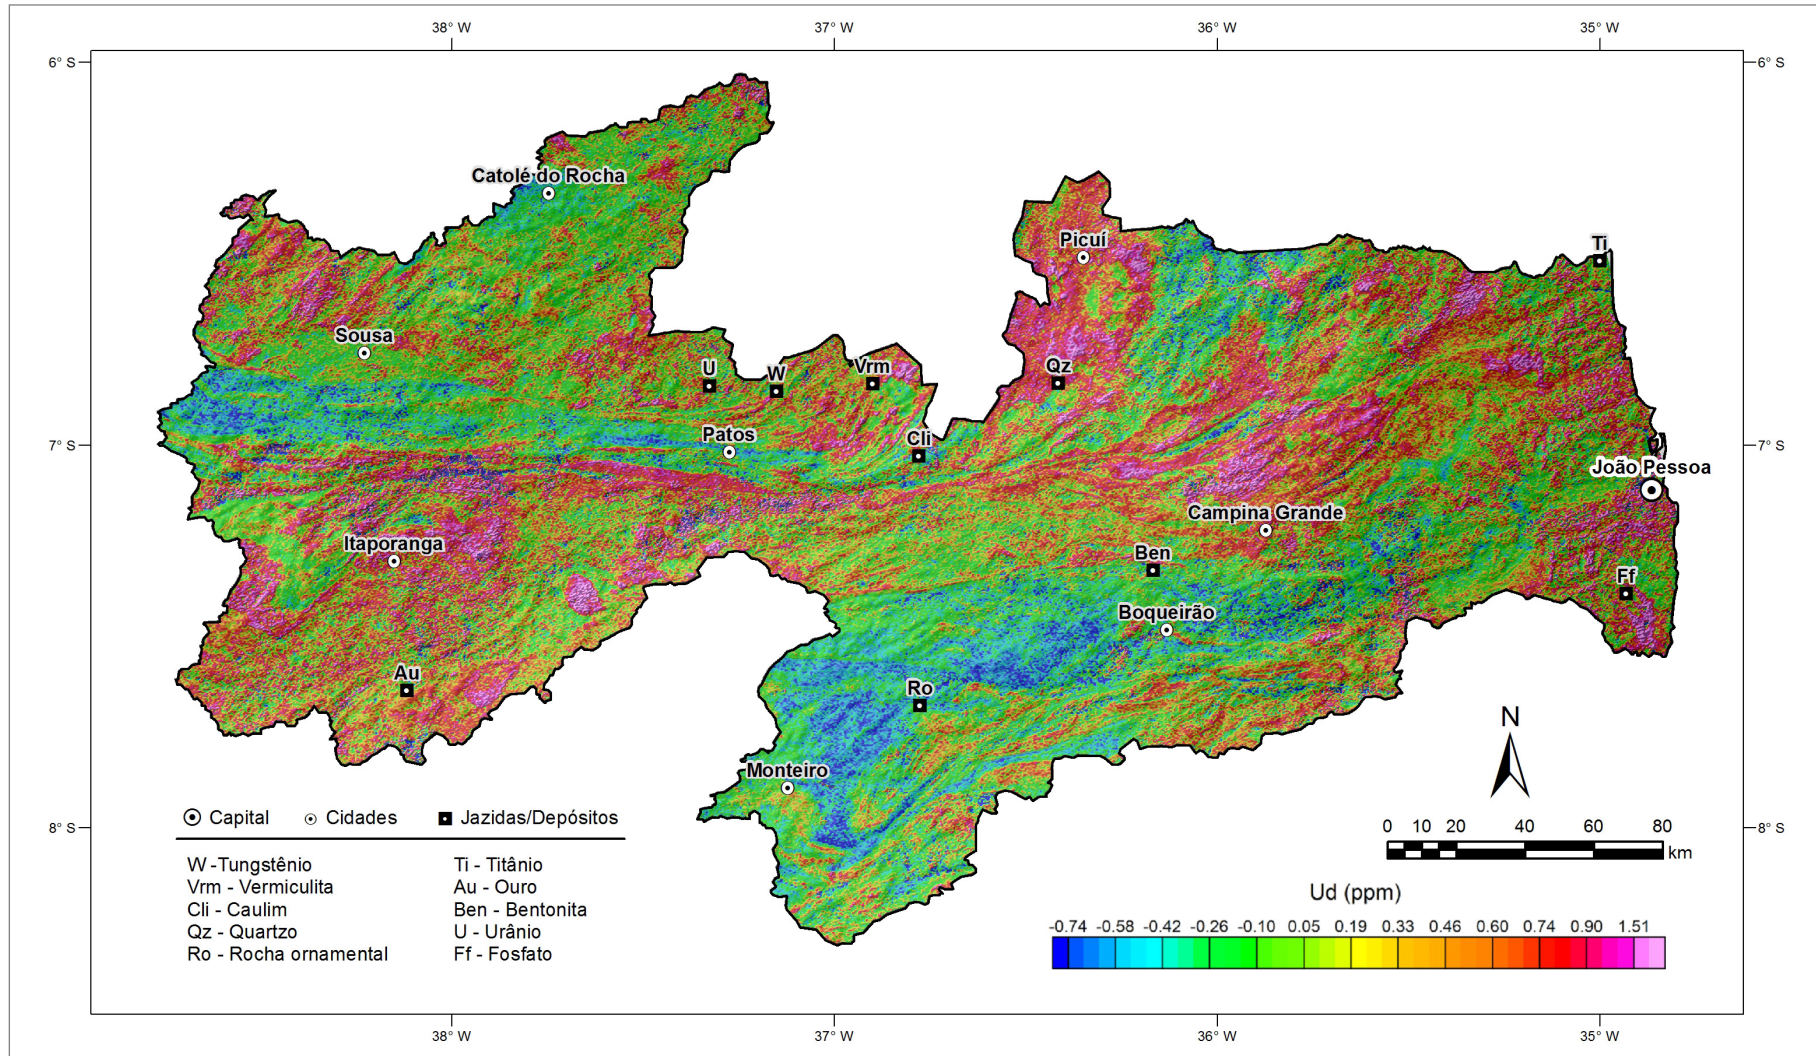 38° W 37° W 36° W 35° W
6° S 6° S
Catolé do Rocha
Picuí
Ti
Sousa
U W Vrm Qz
Patos
Cli
7° S 7° S
João Pessoa
Campina Grande
Itaporanga
Ben
Ff
Boqueirão
Au
Ro
N
Monteiro
Capital Cidades Jazidas/Depósitos
8° S 8° S
0 10 20 40 60 80
km
W -Tungstênio Ti - Titânio
Vrm - Vermiculita Au - Ouro
Cli - Caulim Ben - Bentonita
Qz - Quartzo U - Urânio
Ro - Rocha ornamental Ff - Fosfato
Ud (ppm)
-0.74 -0.58 -0.42 -0.26 -0.10 0.05 0.19 0.33 0.46 0.60 0.74 0.90 1.51
38° W 37° W 36° W 35° W